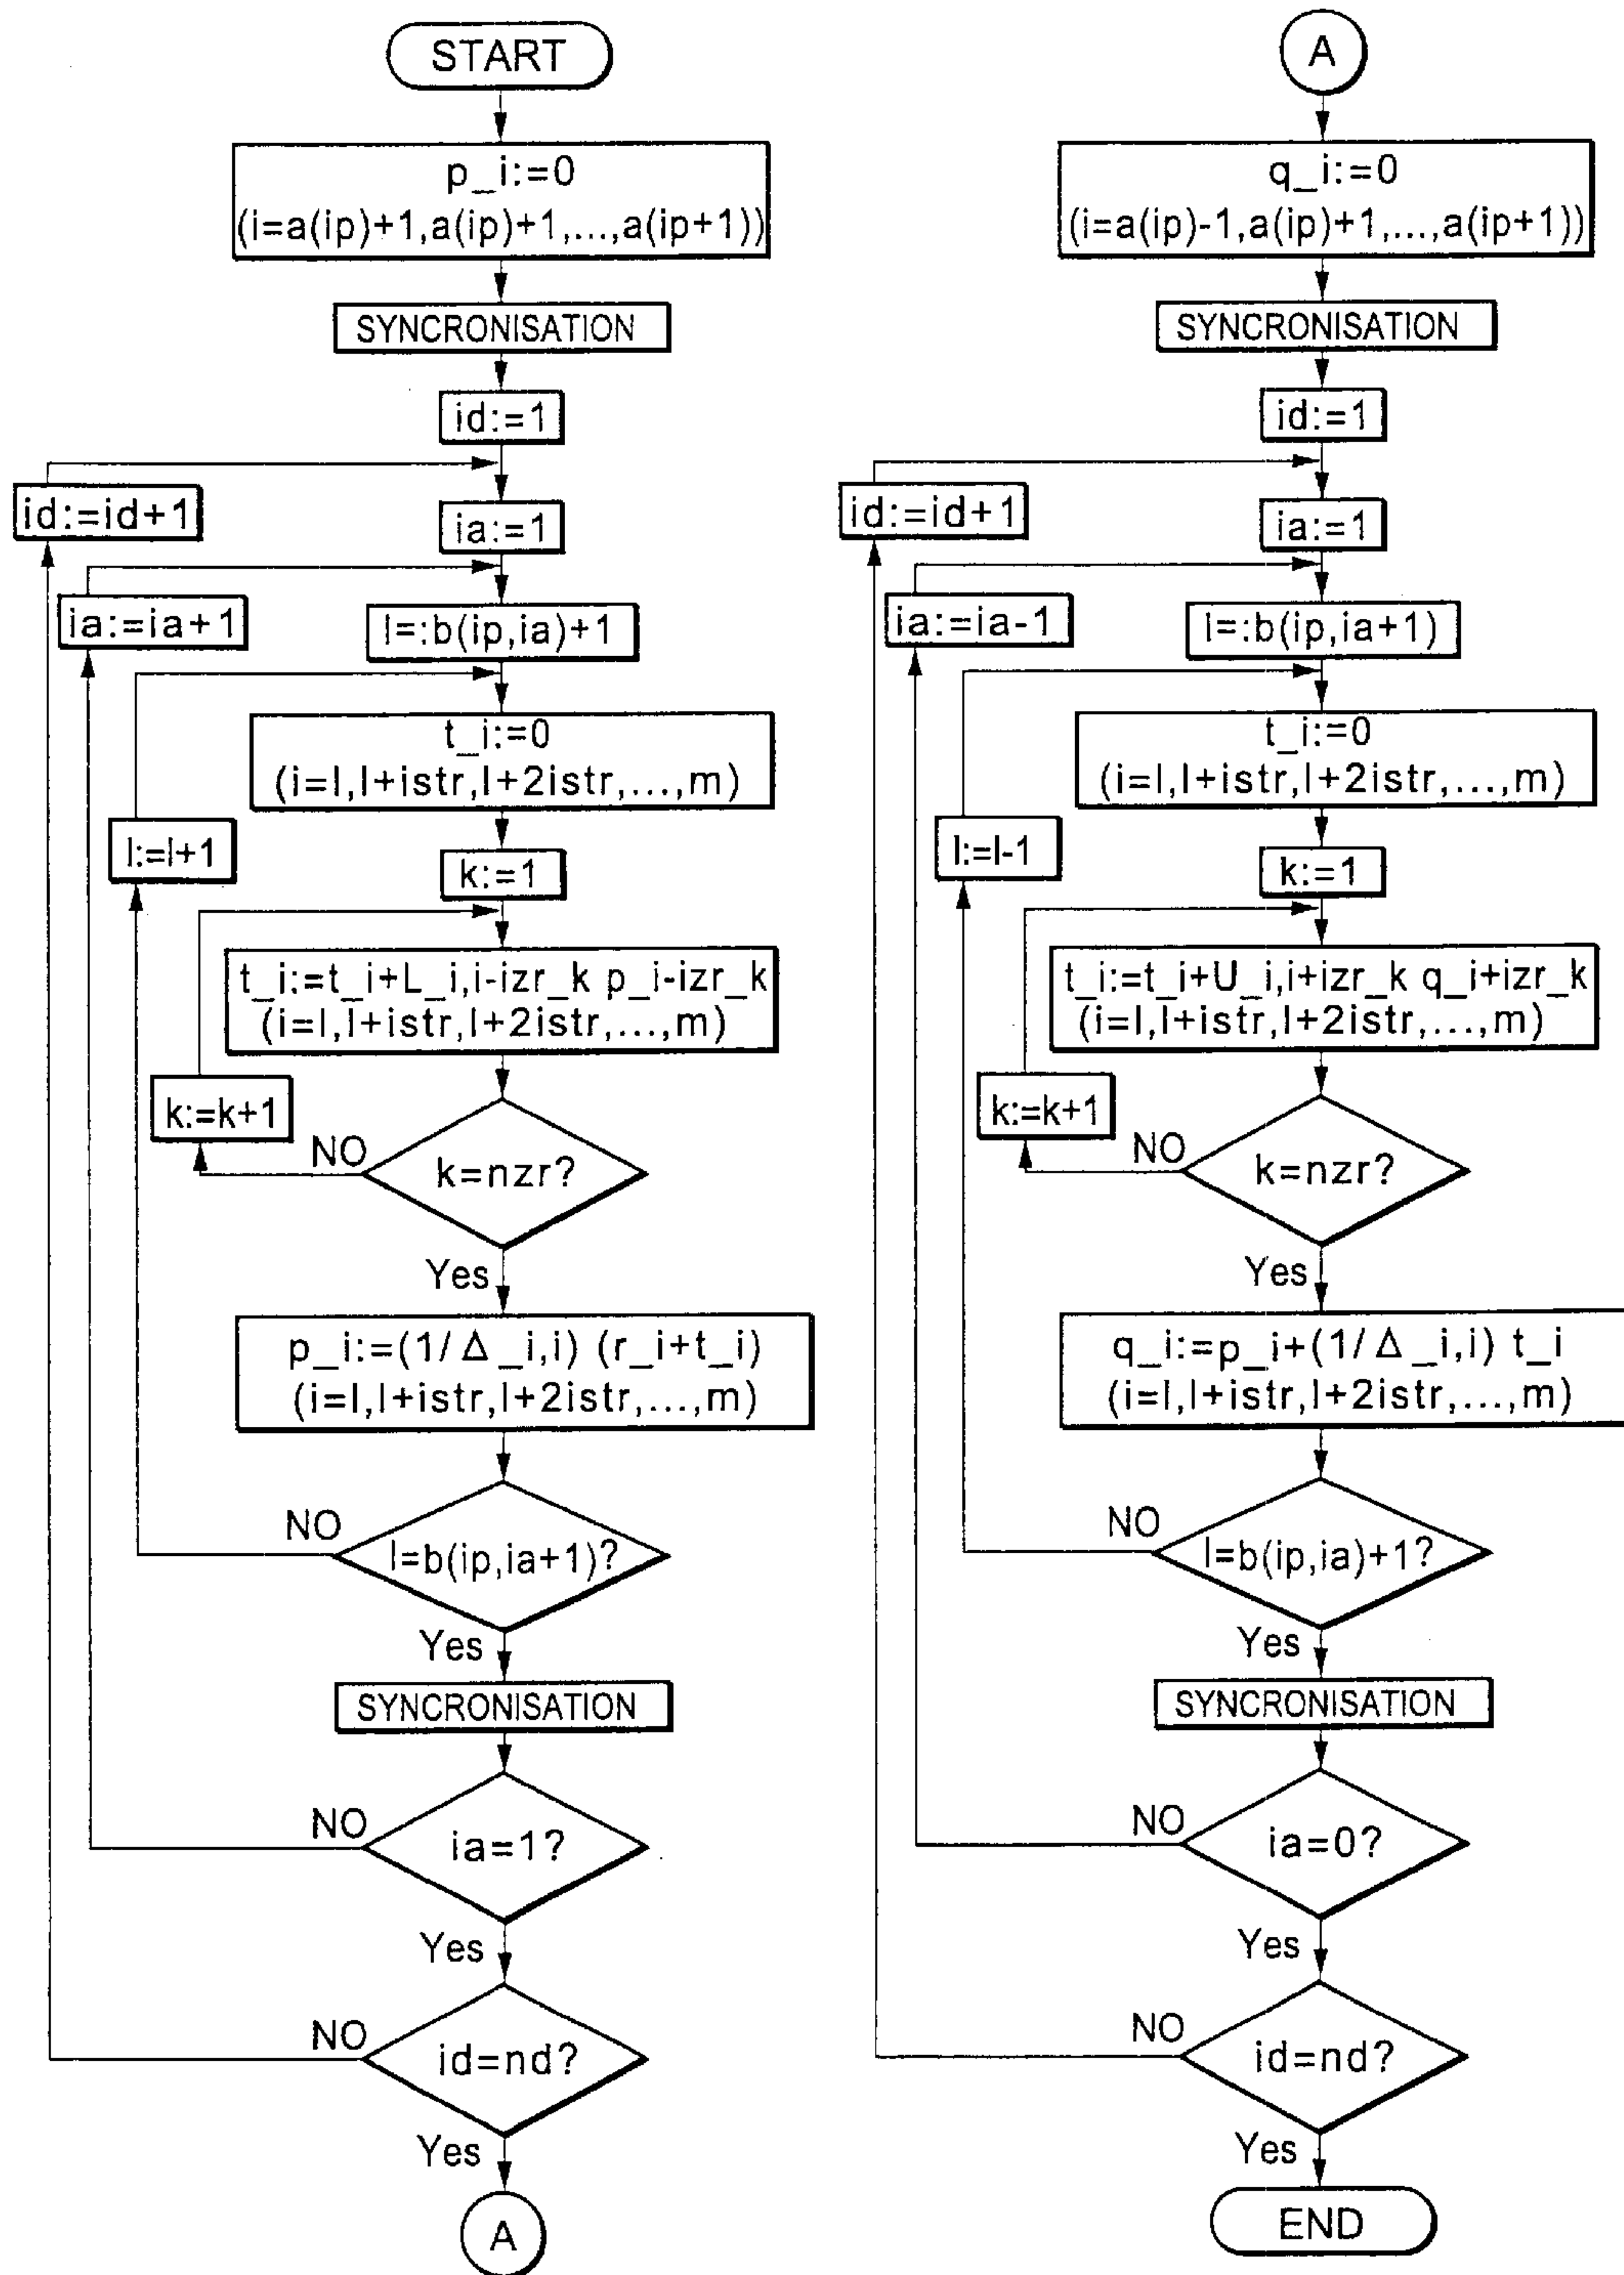 START
p_i:=0
(i=a(ip)+1,a(ip)+1,...,a(ip+1))
SYNCRONISATION
id:=1
id:=id+1
ia:=1
ia:=ia+1
l=:b(ip,ia)+1
t_i:=0
(i=l,l+istr,l+2istr,...,m)
l:=l+1
k:=1
t_i:=t_i+L_i,i-izr_k p_i-izr_k
(i=l,l+istr,l+2istr,...,m)
k:=k+1
NO
k=nzr?
Yes
p_i:=(1/Δ_i,i) (r_i+t_i)
(i=l,l+istr,l+2istr,...,m)
NO
l=b(ip,ia+1)?
Yes
SYNCRONISATION
NO
ia=1?
Yes
NO
id=nd?
Yes
A
A
q_i:=0
(i=a(ip)-1,a(ip)+1,...,a(ip+1))
SYNCRONISATION
id:=1
id:=id+1
ia:=1
ia:=ia-1
l=:b(ip,ia+1)
t_i:=0
(i=l,l+istr,l+2istr,...,m)
l:=l-1
k:=1
t_i:=t_i+U_i,i+izr_k q_i+izr_k
(i=l,l+istr,l+2istr,...,m)
k:=k+1
NO
k=nzr?
Yes
q_i:=p_i+(1/Δ_i,i) t_i
(i=l,l+istr,l+2istr,...,m)
NO
l=b(ip,ia)+1?
Yes
SYNCRONISATION
NO
ia=0?
Yes
NO
id=nd?
Yes
END